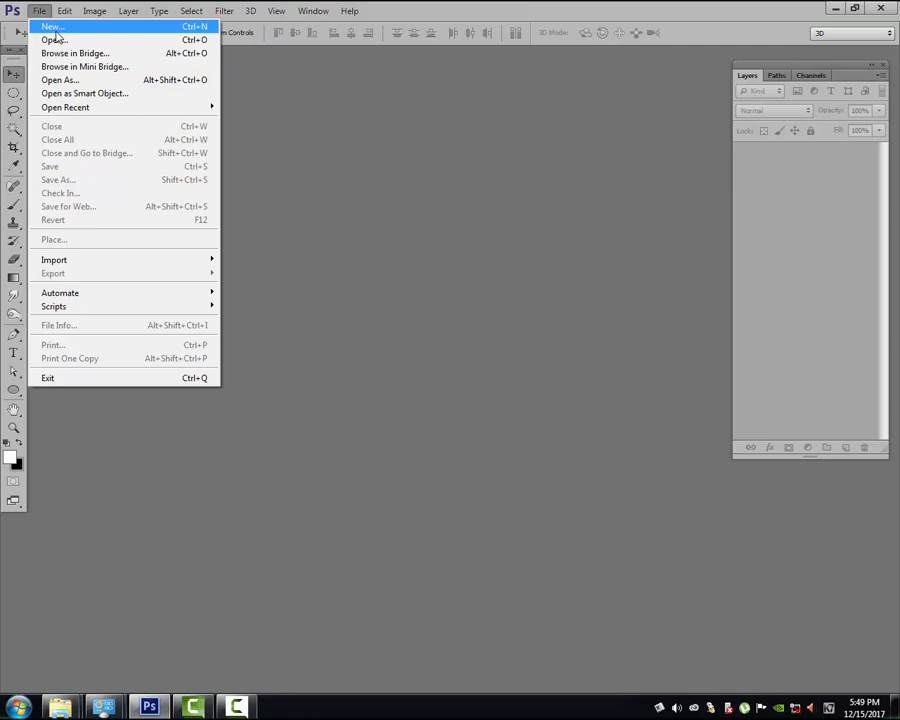 Ps File Edit Image Layer Type Select Filter 3D View Window Help
New... Ctrl+N
m Controls 3D Mode: 3D
Open... Ctrl+O
Browse in Bridge... Alt+Ctrl+O
Browse in Mini Bridge...
Open As... Alt+Shift+Ctrl+O
Open as Smart Object...
Open Recent
Close Ctrl+W
Close All Alt+Ctrl+W
Close and Go to Bridge... Shift+Ctrl+W
Save Ctrl+S
Save As... Shift+Ctrl+S
Check In...
Save for Web... Alt+Shift+Ctrl+S
Revert F12
Place...
Import
Export
Automate
Scripts
File Info... Alt+Shift+Ctrl+I
Print... Ctrl+P
Print One Copy Alt+Shift+Ctrl+P
Exit Ctrl+Q
Layers Paths Channels
Kind
Normal Opacity: 100%
Lock: Fill: 100%
fx
Ps
5:49 PM
12/15/2017